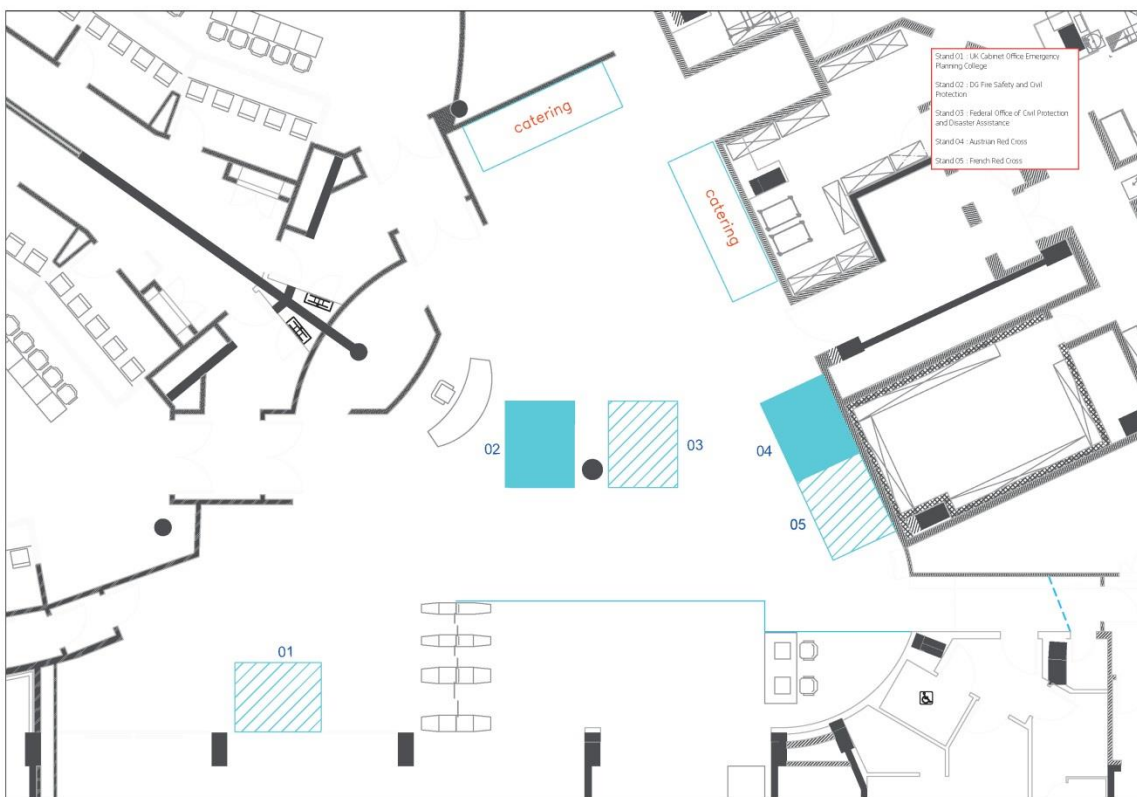 catering
catering
Stand 01 : UK Cabinet Office Emergency
Planning College
Stand 02 : DG Fire Safety and Civil
Protection
Stand 03 : Federal Office of Civil Protection
and Disaster Assistance
Stand 04 : Austrian Red Cross
Stand 05 : French Red Cross
02
03
04
05
01